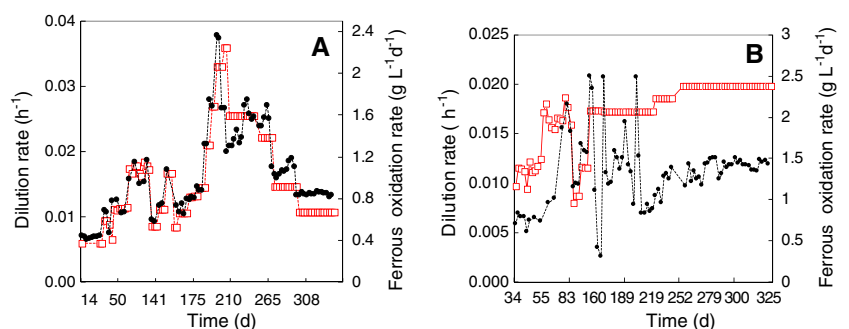 A
Dilution rate (h⁻¹)
0.04
0.03
0.02
0.01
0.00
2.4
2
1.6
1.2
0.8
0.4
0
Ferrous oxidation rate (g L⁻¹d⁻¹)
14 50 141 175 210 265 308
Time (d)
B
Dilution rate ( h⁻¹)
0.025
0.020
0.015
0.010
0.005
0.000
3
2.5
2
1.5
1
0.5
0
Ferrous oxidation rate (g L⁻¹d⁻¹)
34 55 83 160 189 219 252 279 300 325
Time (d)